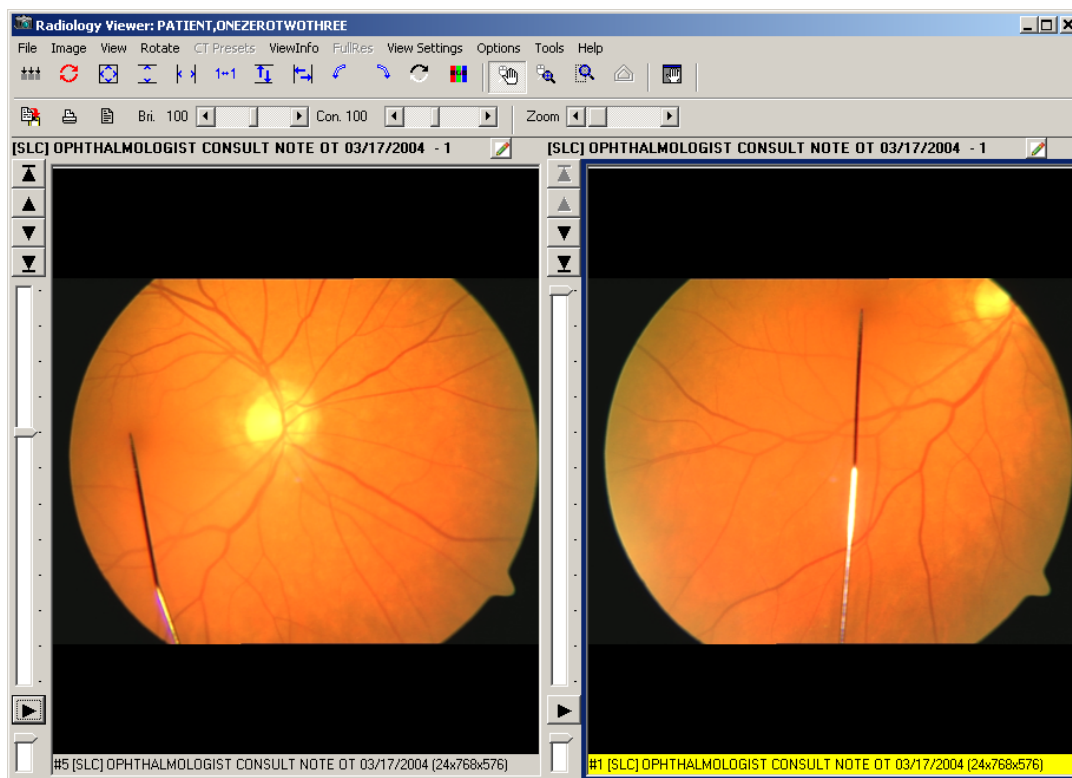 Radiology Viewer: PATIENT,ONEZEROTWOTHREE
File Image View Rotate CT Presets ViewInfo FullRes View Settings Options Tools Help
1↔1
Bri. 100 Con. 100 Zoom
[SLC] OPHTHALMOLOGIST CONSULT NOTE OT 03/17/2004 - 1
[SLC] OPHTHALMOLOGIST CONSULT NOTE OT 03/17/2004 - 1
#5 [SLC] OPHTHALMOLOGIST CONSULT NOTE OT 03/17/2004 (24x768x576)
#1 [SLC] OPHTHALMOLOGIST CONSULT NOTE OT 03/17/2004 (24x768x576)